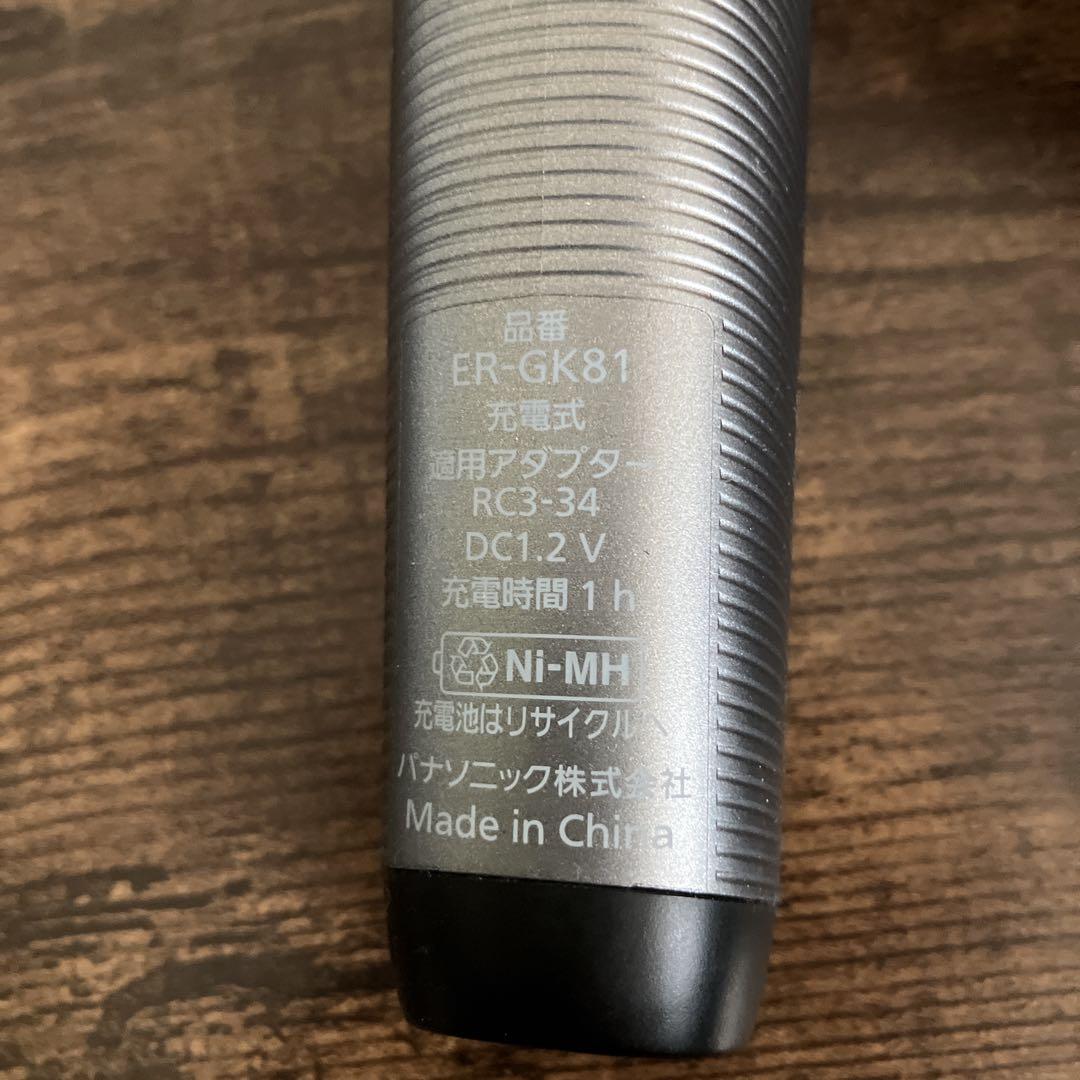 品番
ER-GK81
充電式
適用アダプター
RC3-34
DC1.2 V
充電時間 1 h
Ni-MH
充電池はリサイクルへ
パナソニック株式会社
Made in China